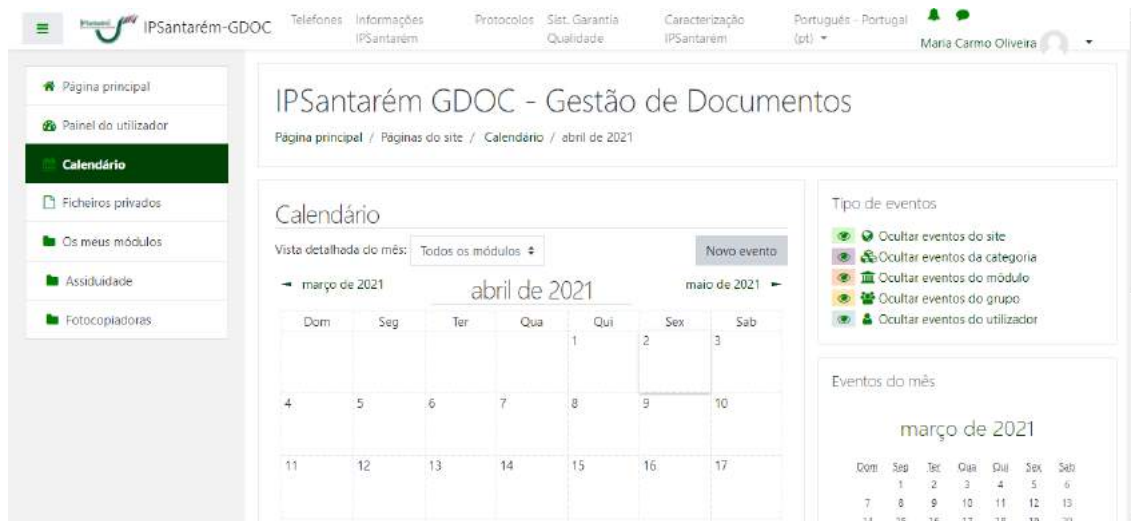 IPSantarém-GDOC
Telefones
Informações
IPSantarém
Protocolos
Sist. Garantia
Qualidade
Caracterização
IPSantarém
Português - Portugal
(pt)
Maria Carmo Oliveira
Página principal
Painel do utilizador
Calendário
Ficheiros privados
Os meus módulos
Assiduidade
Fotocopiadoras
IPSantarém GDOC - Gestão de Documentos
Página principal / Páginas do site / Calendário / abril de 2021
Calendário
Vista detalhada do mês: Todos os módulos Novo evento
◄ março de 2021 abril de 2021 maio de 2021 ►
Dom Seg Ter Qua Qui Sex Sab
1 2 3
4 5 6 7 8 9 10
11 12 13 14 15 16 17
Tipo de eventos
Ocultar eventos do site
Ocultar eventos da categoria
Ocultar eventos do módulo
Ocultar eventos do grupo
Ocultar eventos do utilizador
Eventos do mês
março de 2021
Dom Seg Ter Qua Qui Sex Sab
1 2 3 4 5 6
7 8 9 10 11 12 13
14 15 16 17 18 19 20